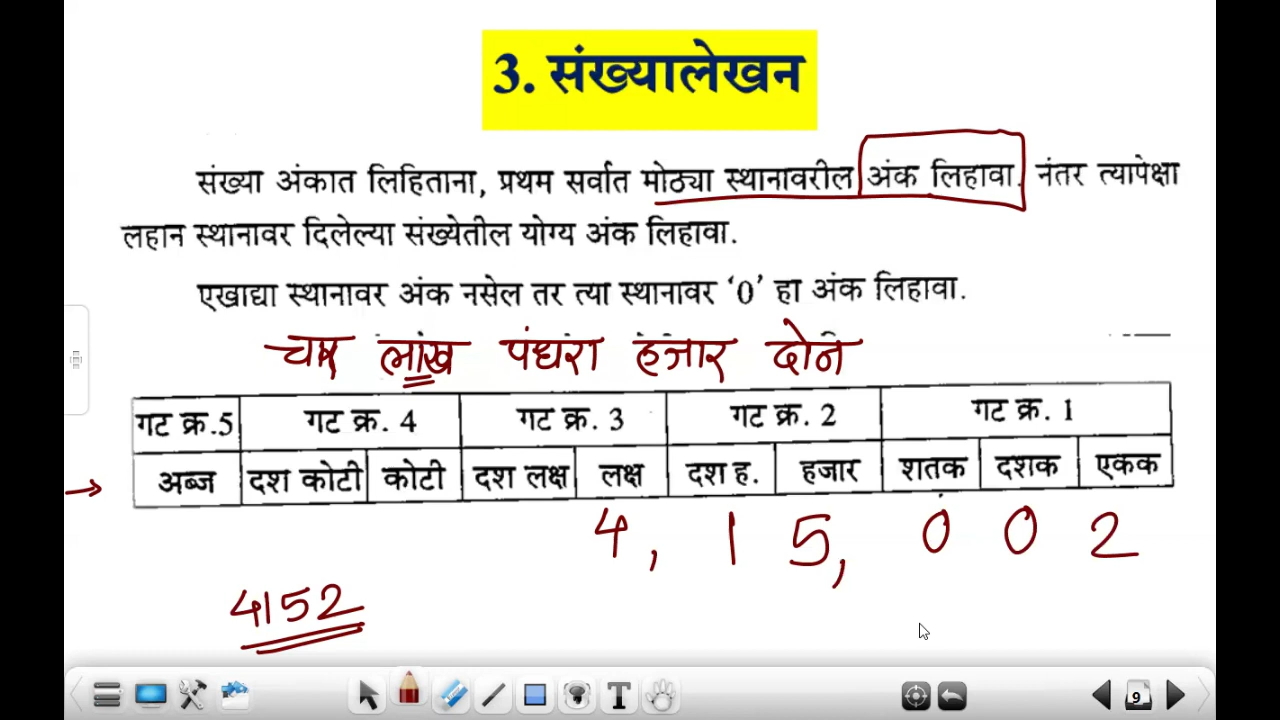 3. संख्यालेखन
संख्या अंकात लिहिताना, प्रथम सर्वात मोठ्या स्थानावरील अंक लिहावा. नंतर त्यापेक्षा
लहान स्थानावर दिलेल्या संख्येतील योग्य अंक लिहावा.
एखाद्या स्थानावर अंक नसेल तर त्या स्थानावर ‘0’ हा अंक लिहावा.
चार लाख पंधरा हजार दोन
गट क्र.5 गट क्र. 4 गट क्र. 3 गट क्र. 2 गट क्र. 1
अब्ज दश कोटी कोटी दश लक्ष लक्ष दश ह. हजार शतक दशक एकक
4, 1 5, 0 0 2
4152
T 9